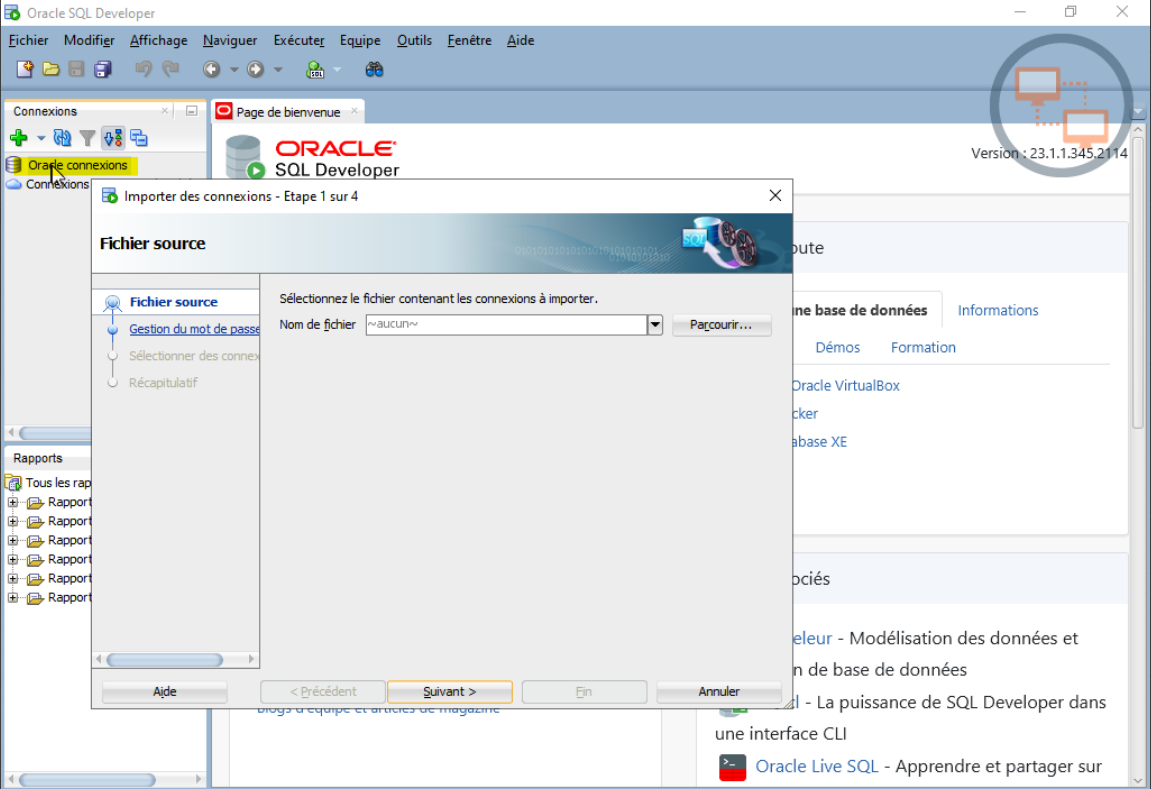 Oracle SQL Developer
Fichier Modifier Affichage Naviguer Exécuter Equipe Outils Fenêtre Aide
SQL
Connexions
Page de bienvenue
Oracle connexions
Connexions
ORACLE
SQL Developer
Version : 23.1.1.345.2114
Importer des connexions - Etape 1 sur 4
Fichier source
SQL
Fichier source
Gestion du mot de passe
Sélectionner des connex
Récapitulatif
Sélectionnez le fichier contenant les connexions à importer.
Nom de fichier ~aucun~ Parcourir...
Aide < Précédent Suivant > Fin Annuler
Rapports
Tous les rap
Rapport
Rapport
Rapport
Rapport
Rapport
Rapport
oute
ne base de données Informations
Démos Formation
Oracle VirtualBox
cker
abase XE
ociés
eleur - Modélisation des données et
n de base de données
cl - La puissance de SQL Developer dans
une interface CLI
Oracle Live SQL - Apprendre et partager sur
Blogs d'équipe et articles de magazine